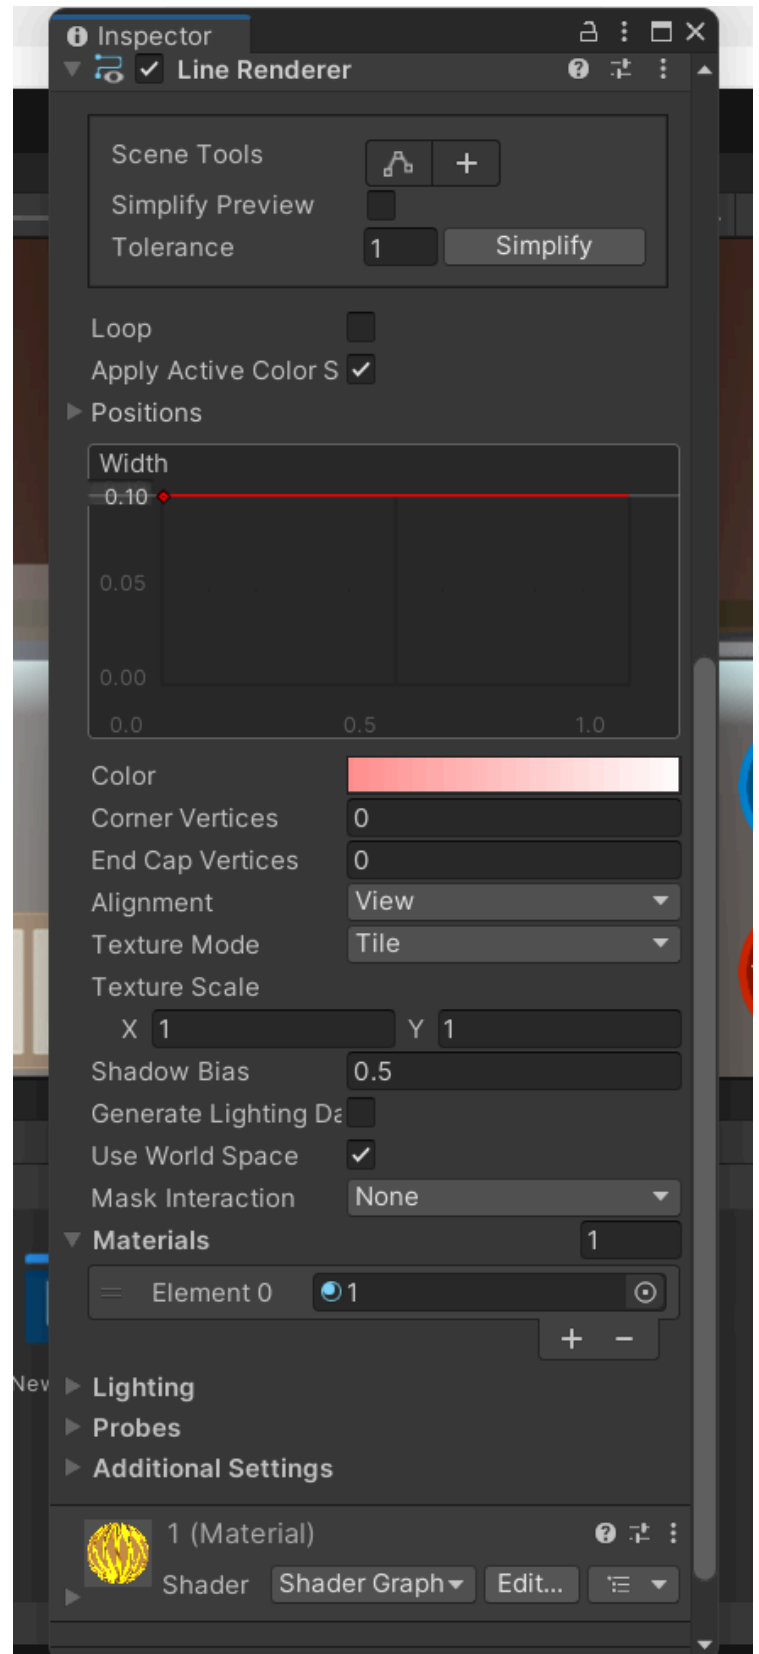 Inspector
Line Renderer
Scene Tools
Simplify Preview
Tolerance 1 Simplify
Loop
Apply Active Color S
Positions
Width
0.10
0.05
0.00
0.0 0.5 1.0
Color
Corner Vertices 0
End Cap Vertices 0
Alignment View
Texture Mode Tile
Texture Scale
X 1 Y 1
Shadow Bias 0.5
Generate Lighting Da
Use World Space
Mask Interaction None
Materials 1
Element 0 1
+ −
New
Lighting
Probes
Additional Settings
1 (Material)
Shader Shader Graph Edit...